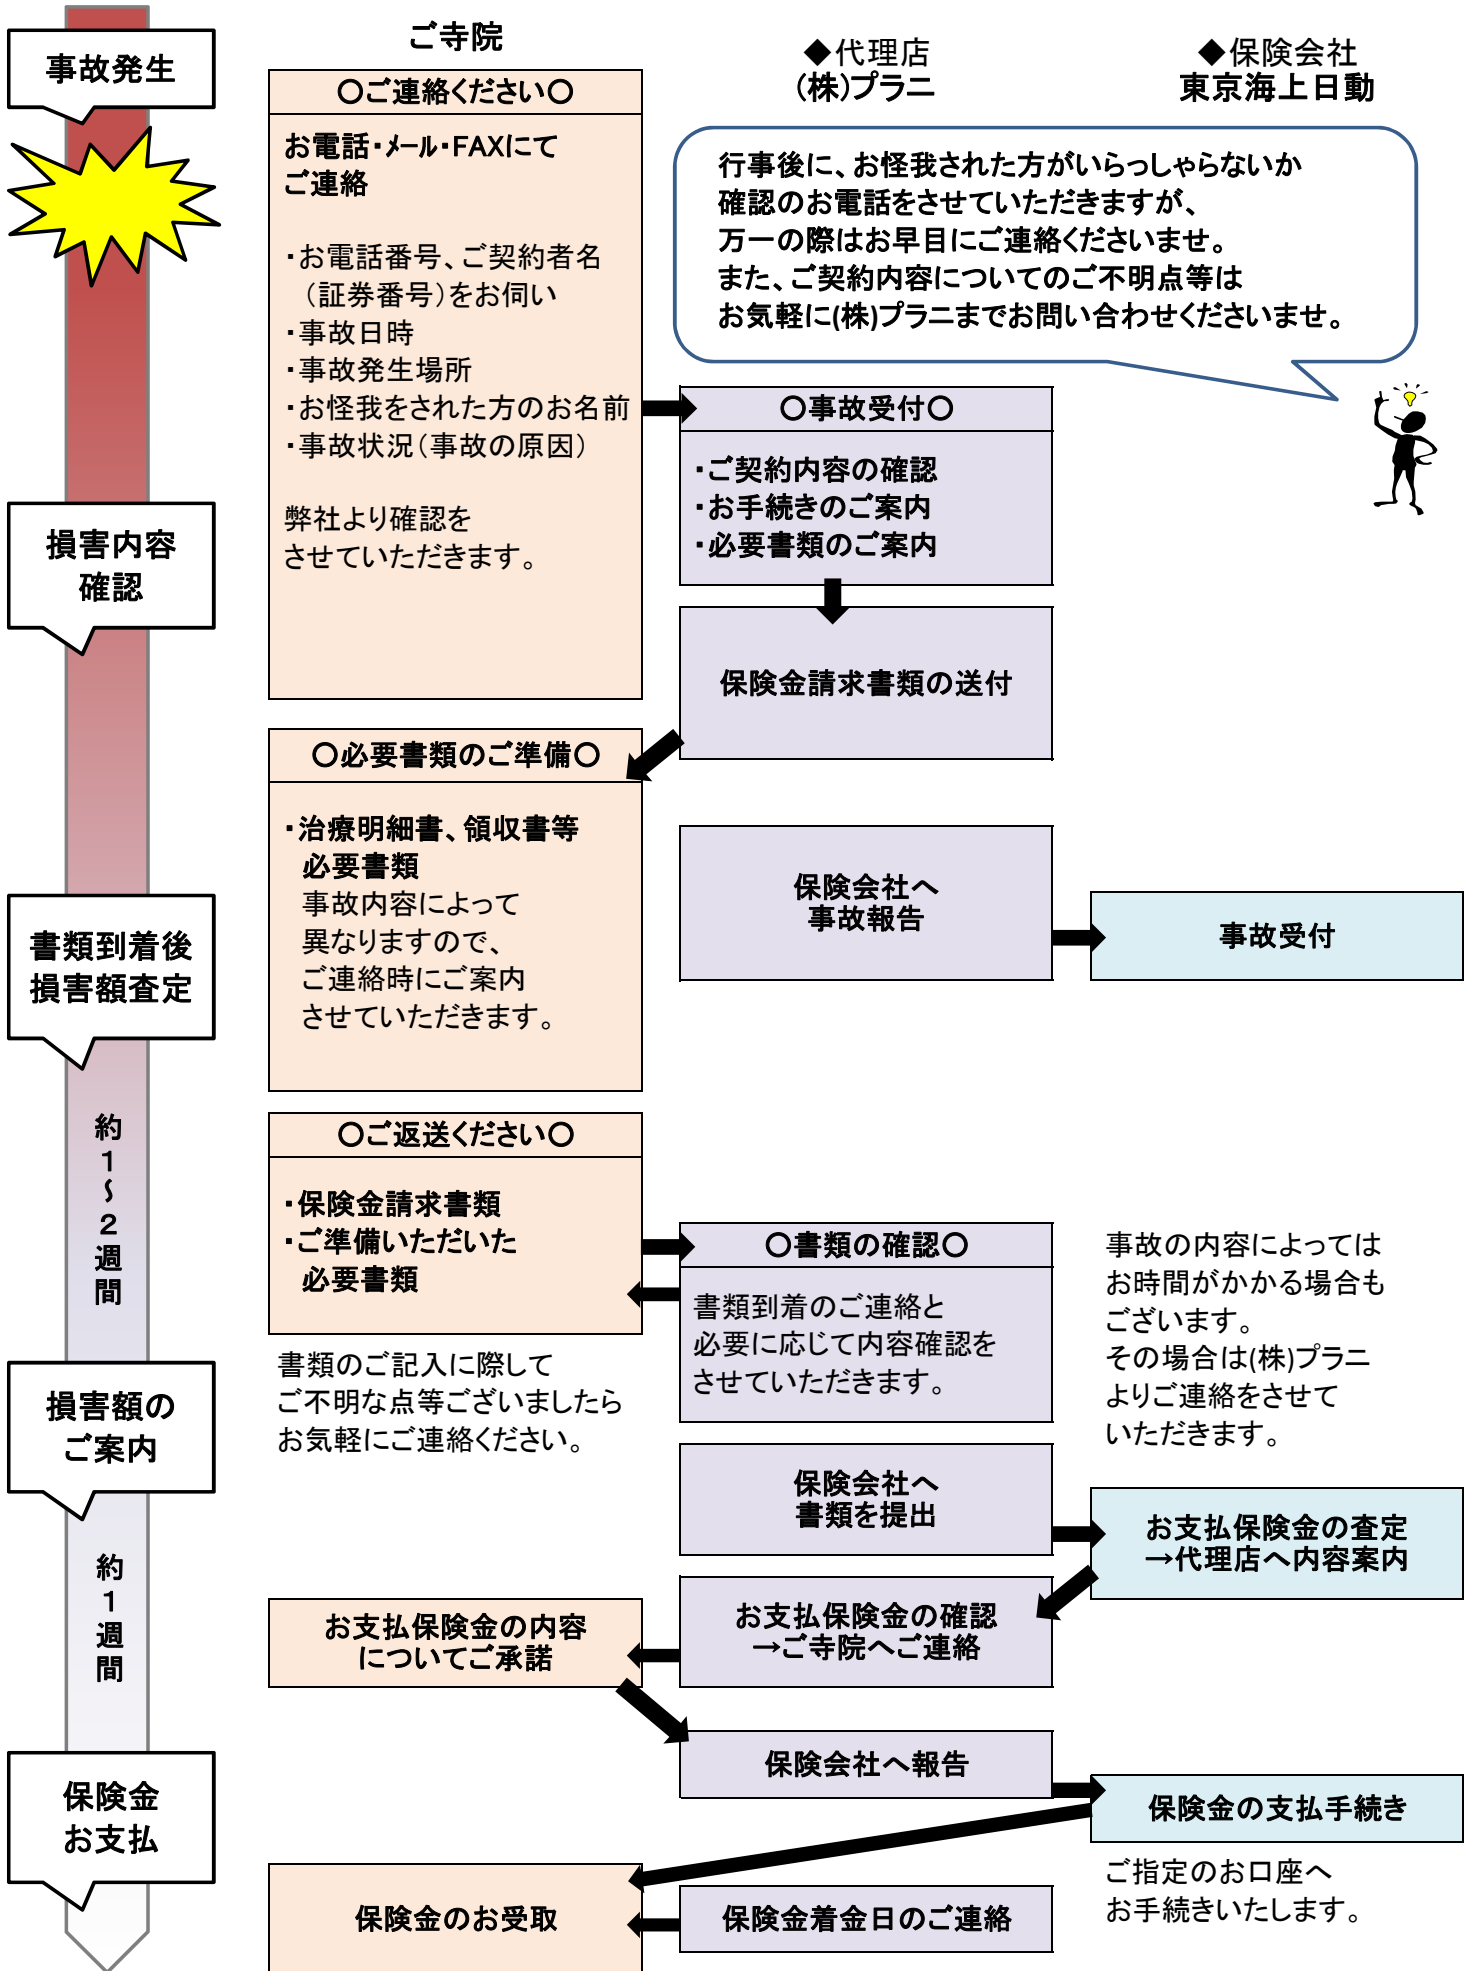 事故発生
ご寺院
◆代理店
(株)プラニ
◆保険会社
東京海上日動
〇ご連絡ください〇
お電話・メール・FAXにて
ご連絡
・お電話番号、ご契約者名
（証券番号）をお伺い
・事故日時
・事故発生場所
・お怪我をされた方のお名前
・事故状況（事故の原因）
弊社より確認を
させていただきます。
行事後に、お怪我された方がいらっしゃらないか
確認のお電話をさせていただきますが、
万一の際はお早目にご連絡くださいませ。
また、ご契約内容についてのご不明点等は
お気軽に(株)プラニまでお問い合わせくださいませ。
〇事故受付〇
・ご契約内容の確認
・お手続きのご案内
・必要書類のご案内
損害内容
確認
保険金請求書類の送付
〇必要書類のご準備〇
・治療明細書、領収書等
必要書類
事故内容によって
異なりますので、
ご連絡時にご案内
させていただきます。
保険会社へ
事故報告
事故受付
書類到着後
損害額査定
約1～2週間
〇ご返送ください〇
・保険金請求書類
・ご準備いただいた
必要書類
書類のご記入に際して
ご不明な点等ございましたら
お気軽にご連絡ください。
〇書類の確認〇
書類到着のご連絡と
必要に応じて内容確認を
させていただきます。
事故の内容によっては
お時間がかかる場合も
ございます。
その場合は(株)プラニ
よりご連絡をさせて
いただきます。
損害額の
ご案内
保険会社へ
書類を提出
お支払保険金の査定
→代理店へ内容案内
約1週間
お支払保険金の確認
→ご寺院へご連絡
お支払保険金の内容
についてご承諾
保険会社へ報告
保険金の支払手続き
ご指定のお口座へ
お手続きいたします。
保険金
お支払
保険金のお受取
保険金着金日のご連絡